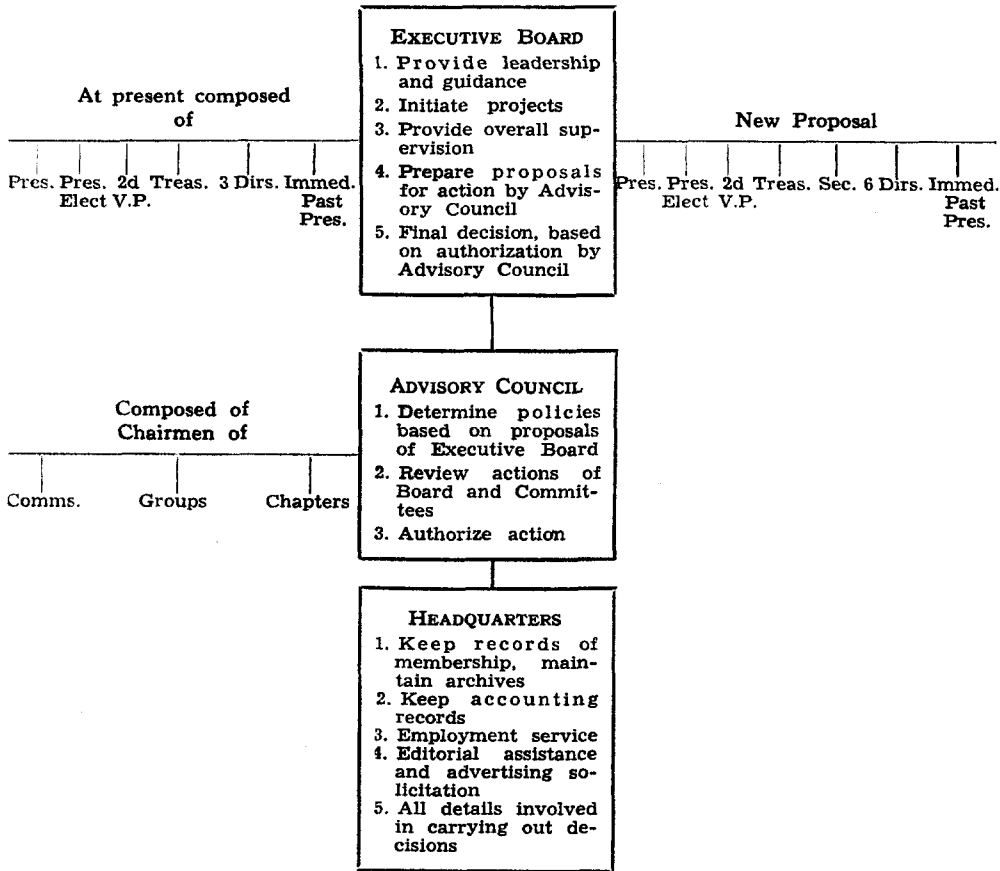 At present composed
of
Pres. Pres. 2d Treas. 3 Dirs. Immed.
Elect V.P. Past
Pres.
EXECUTIVE BOARD
1. Provide leadership
and guidance
2. Initiate projects
3. Provide overall sup-
ervision
4. Prepare proposals
for action by Advis-
ory Council
5. Final decision, based
on authorization by
Advisory Council
New Proposal
Pres. Pres. 2d Treas. Sec. 6 Dirs. Immed.
Elect V.P. Past
Pres.
Composed of
Chairmen of
Comms. Groups Chapters
ADVISORY COUNCIL
1. Determine policies
based on proposals
of Executive Board
2. Review actions of
Board and Commit-
tees
3. Authorize action
HEADQUARTERS
1. Keep records of
membership, main-
tain archives
2. Keep accounting
records
3. Employment service
4. Editorial assistance
and advertising so-
licitation
5. All details involved
in carrying out de-
cisions